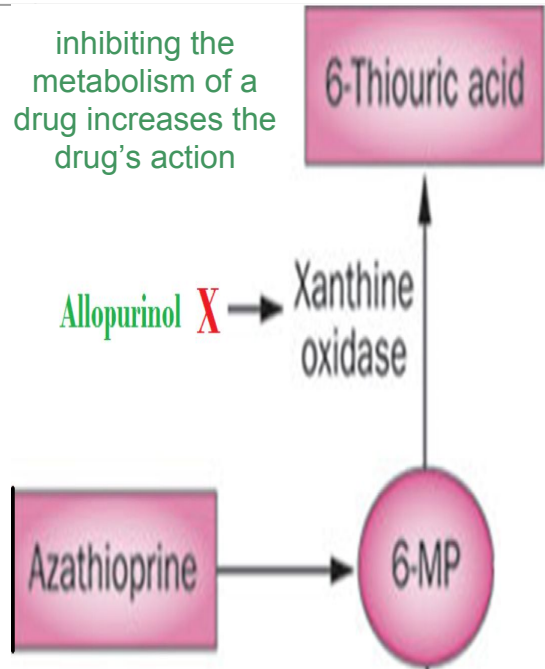 inhibiting the
metabolism of a
drug increases the
drug's action
6-Thiouric acid
Allopurinol X
Xanthine
oxidase
Azathioprine
6-MP